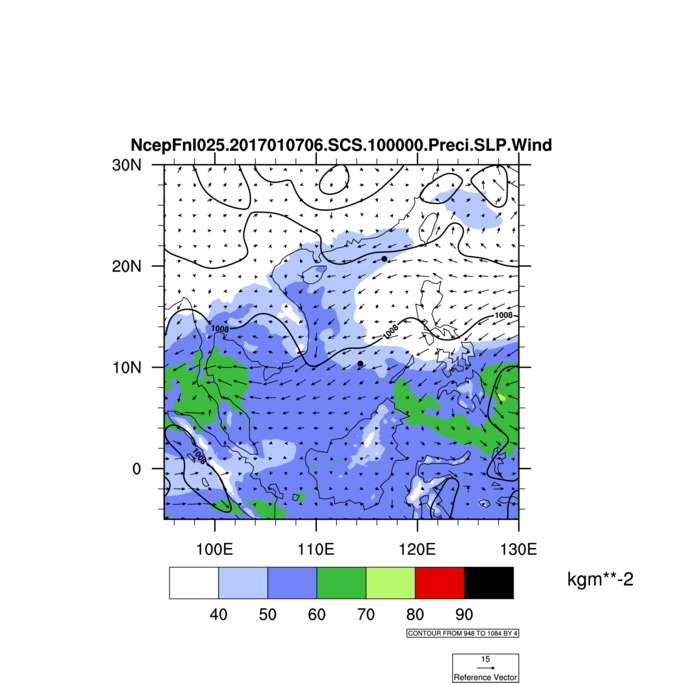 NcepFnl025.2017010706.SCS.100000.Preci.SLP.Wind
30N
20N
1008
1008
1008
10N
1008
0
100E 110E 120E 130E
kgm**-2
40 50 60 70 80 90
CONTOUR FROM 948 TO 1084 BY 4
15
Reference Vector